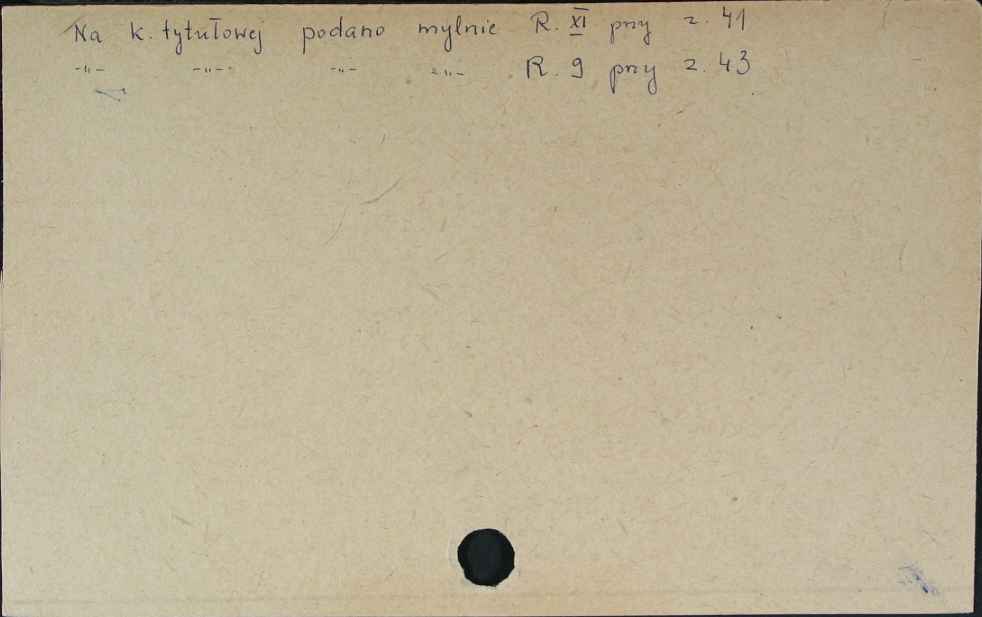 Na k. tytułowej podano mylnie R. XI przy z. 41
-"- -"- -"- -"- R. 9 przy z. 43